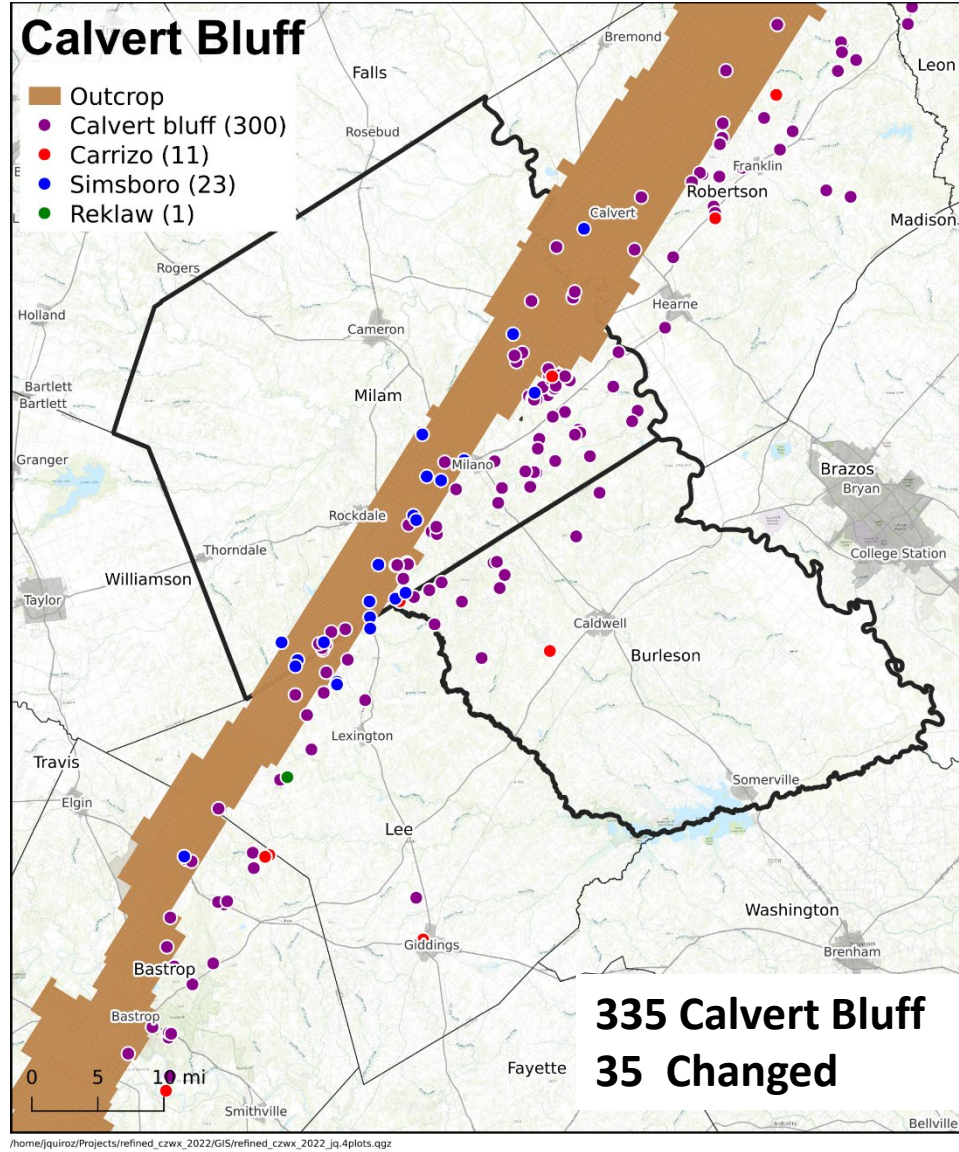 Calvert Bluff
Outcrop
Calvert bluff (300)
Carrizo (11)
Simsboro (23)
Reklaw (1)
Bremond
Leon
Falls
Rosebud
Franklin
Robertson
Calvert
Madison
Rogers
Hearne
Holland
Cameron
Bartlett
Bartlett
Milam
Granger
Milano
Brazos
Bryan
Rockdale
Thorndale
College Station
Williamson
Taylor
Caldwell
Burleson
Lexington
Travis
Somerville
Elgin
Lee
Washington
Giddings
Brenham
Bastrop
335 Calvert Bluff
Bastrop
35 Changed
Fayette
0 5 10 mi
Smithville
Industry
Bellville
/home/jquiroz/Projects/refined_czwx_2022/GIS/refined_czwx_2022_jq.4plots.qgz